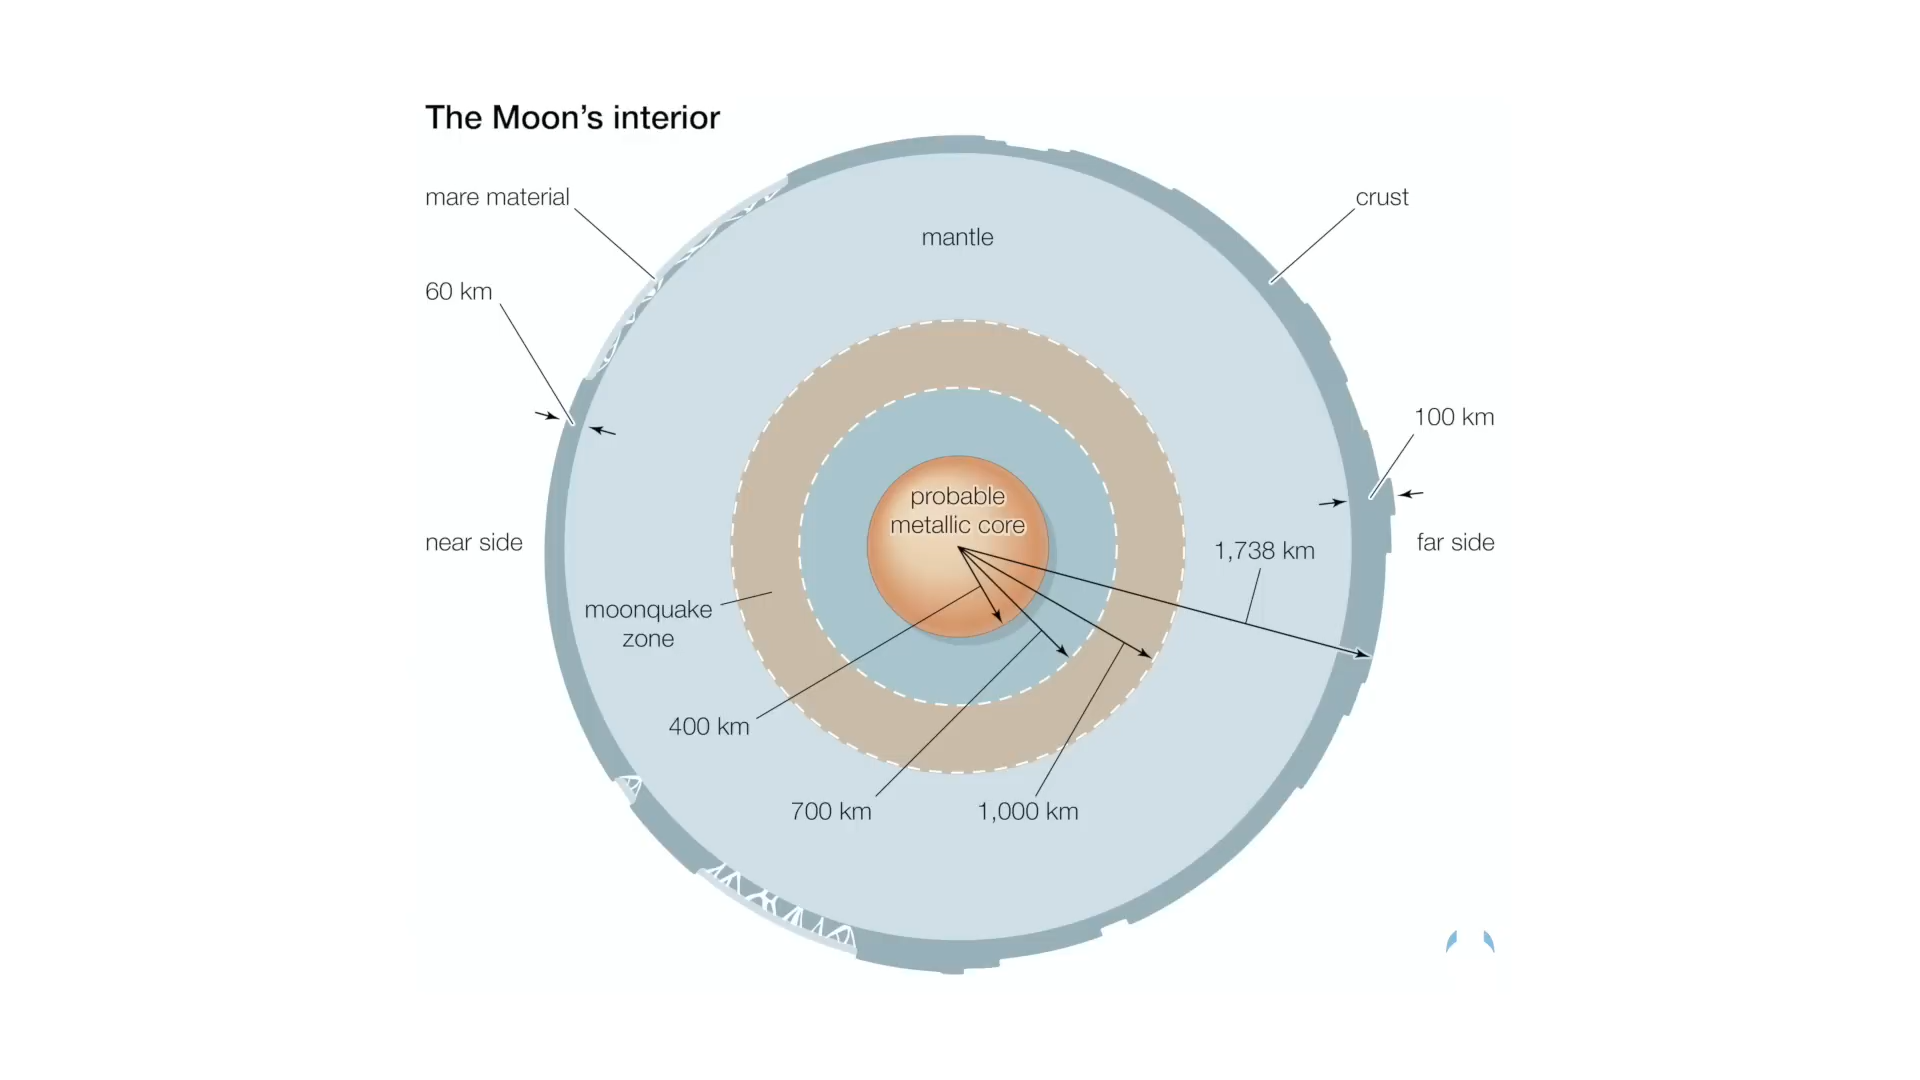 The Moon's interior
mare material
crust
mantle
60 km
100 km
probable
metallic core
near side
far side
1,738 km
moonquake
zone
400 km
700 km
1,000 km